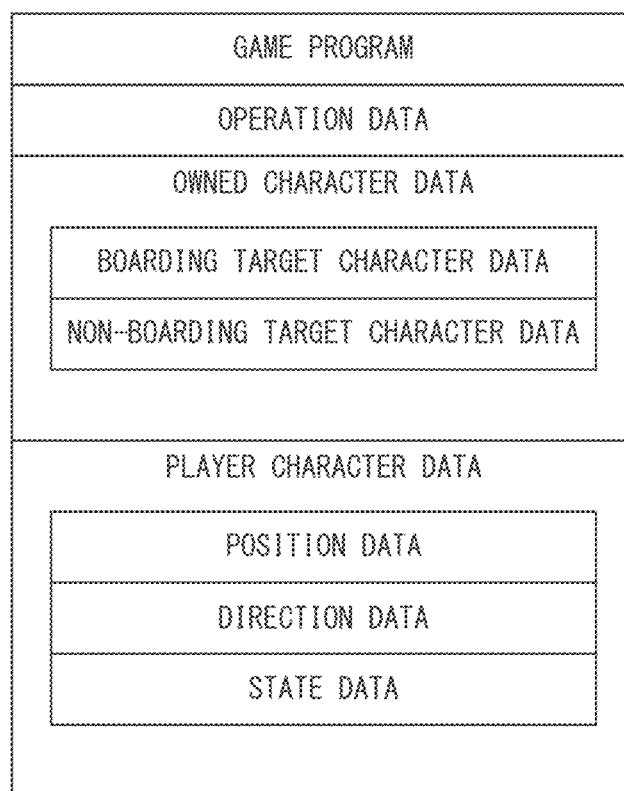 GAME PROGRAM
OPERATION DATA
OWNED CHARACTER DATA
BOARDING TARGET CHARACTER DATA
NON-BOARDING TARGET CHARACTER DATA
PLAYER CHARACTER DATA
POSITION DATA
DIRECTION DATA
STATE DATA